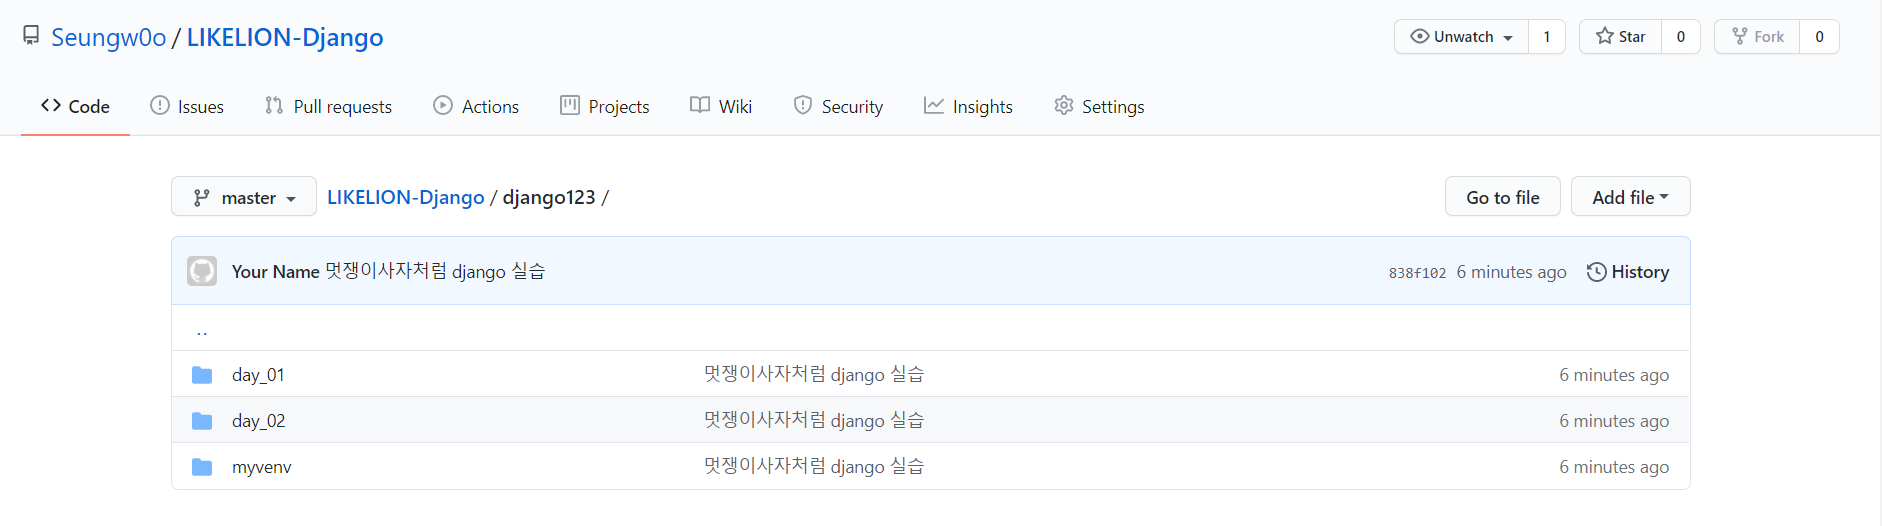 Seungw0o / LIKELION-Django
Unwatch 1 Star 0 Fork 0
Code Issues Pull requests Actions Projects Wiki Security Insights Settings
master LIKELION-Django / django123 / Go to file Add file
Your Name 멋쟁이사자처럼 django 실습 838f102 6 minutes ago History
..
day_01 멋쟁이사자처럼 django 실습 6 minutes ago
day_02 멋쟁이사자처럼 django 실습 6 minutes ago
myvenv 멋쟁이사자처럼 django 실습 6 minutes ago